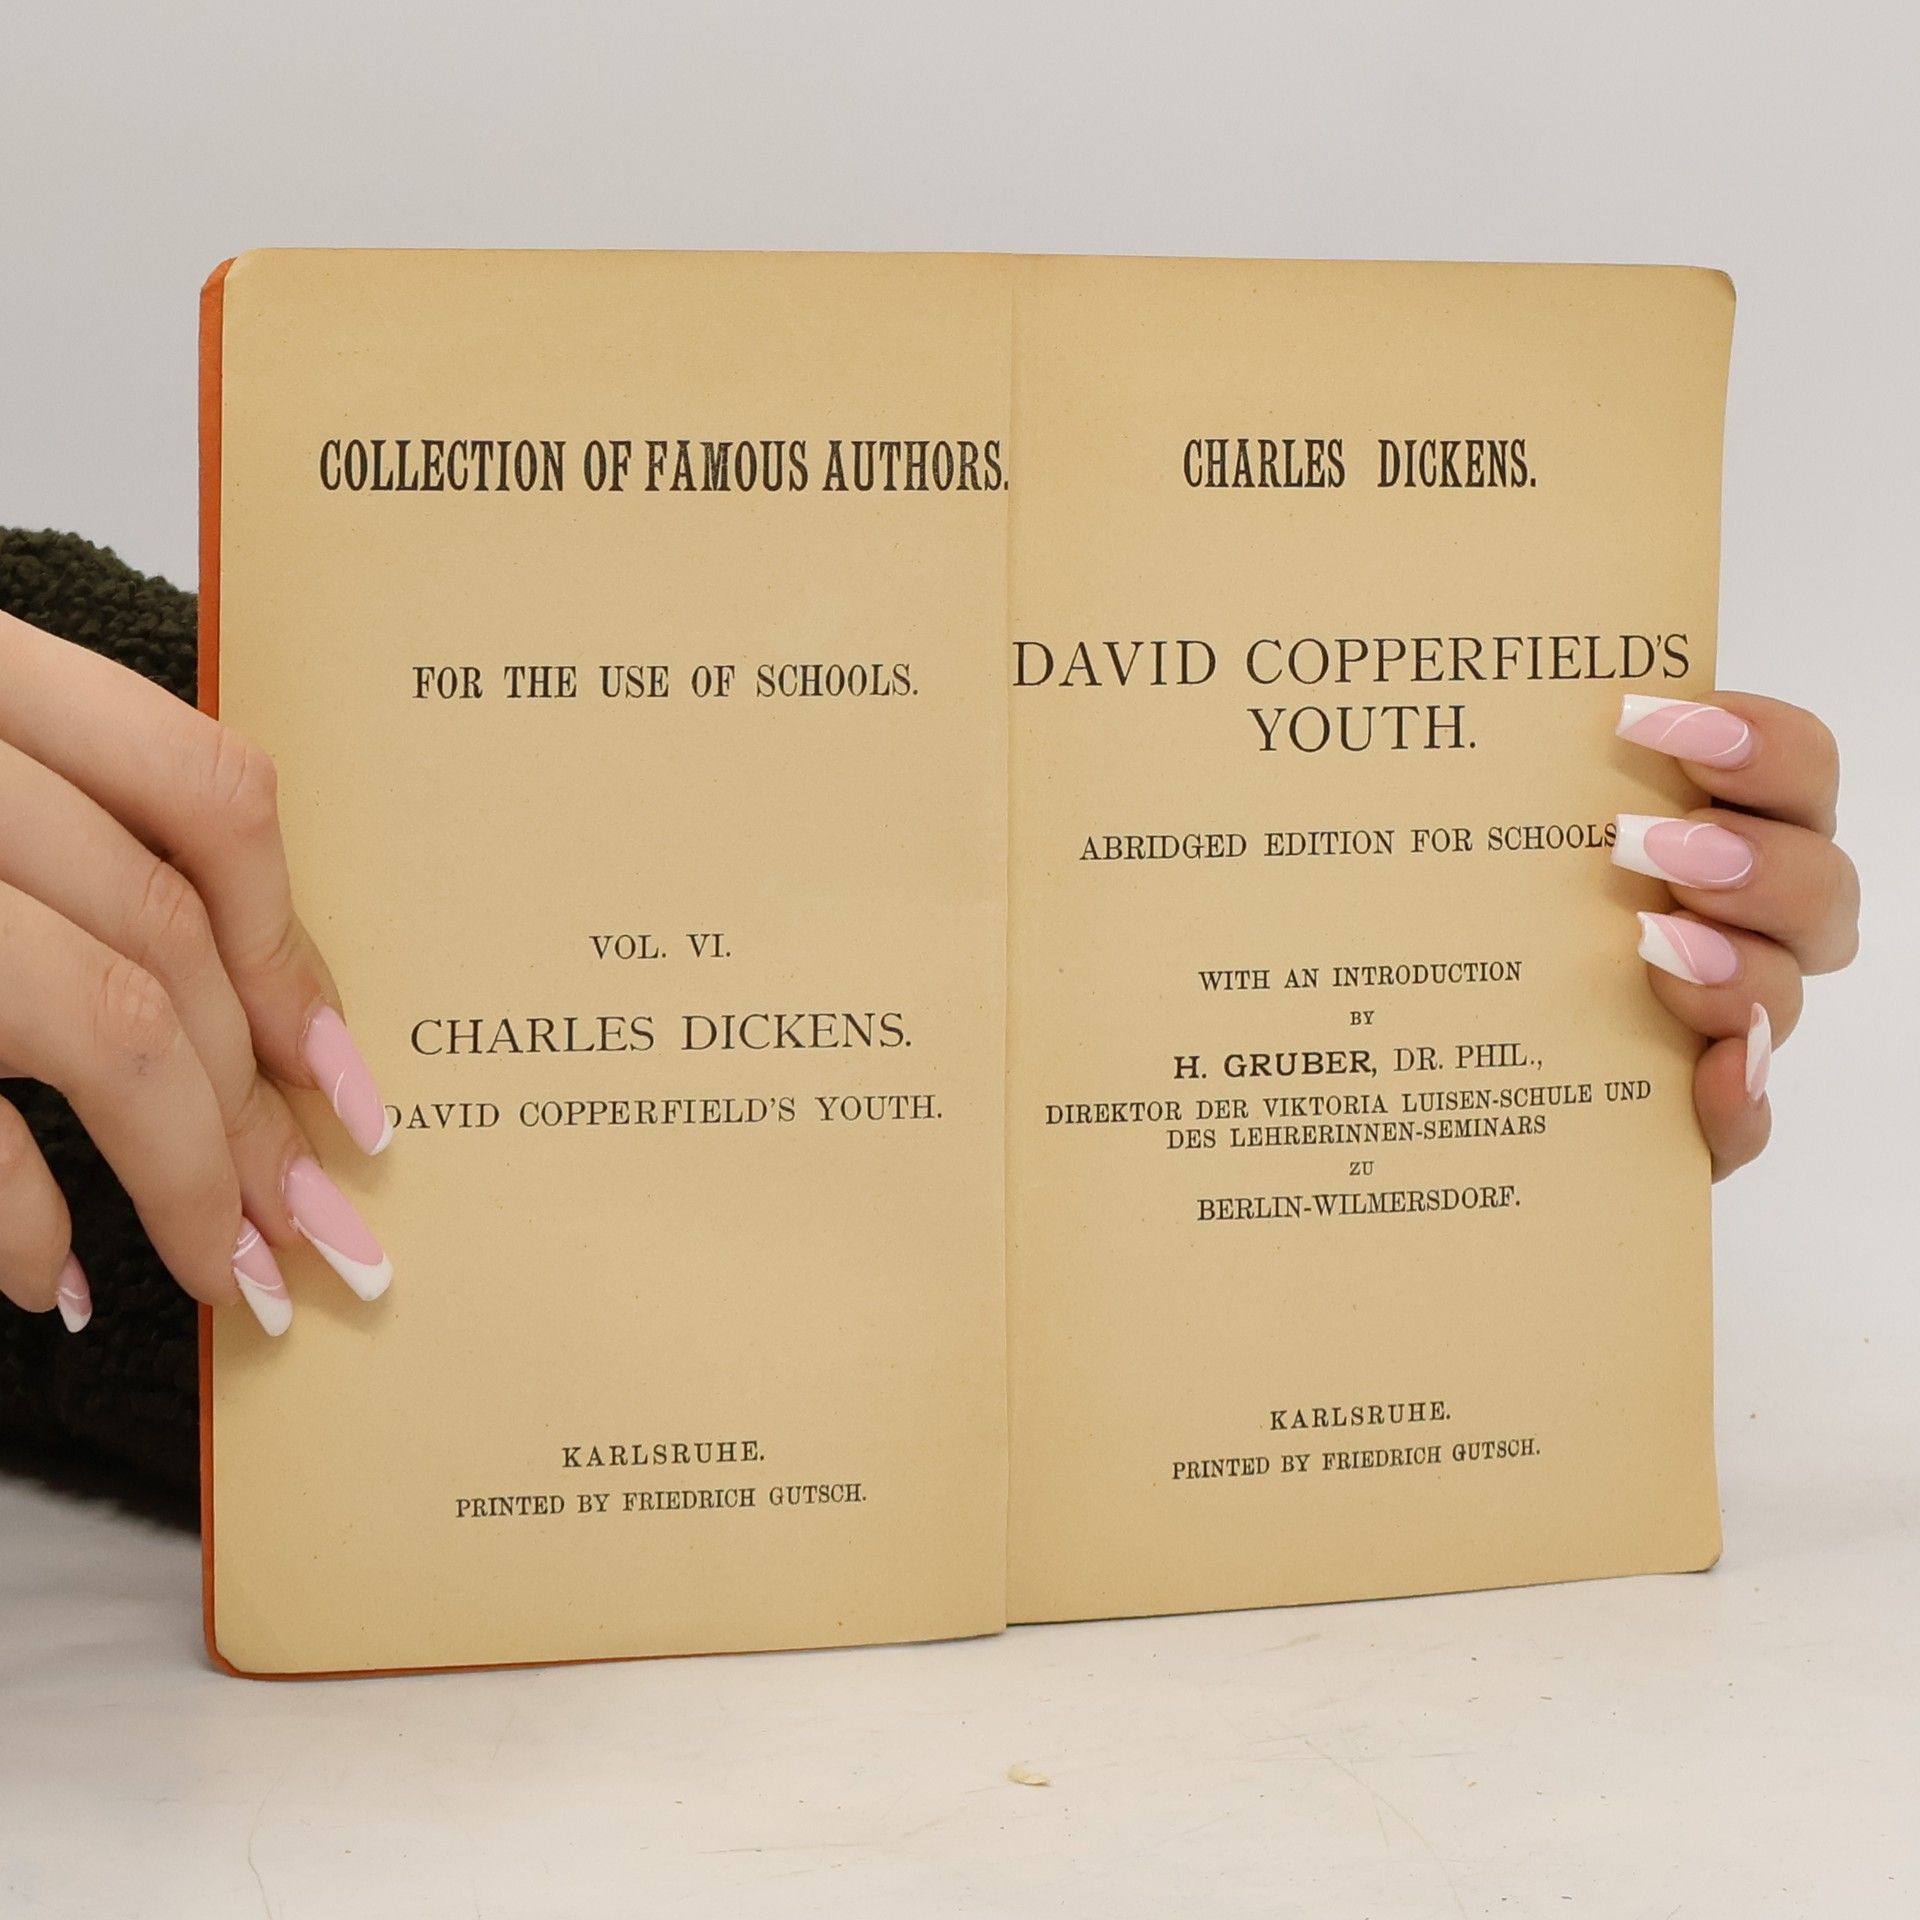 COLLECTION OF FAMOUS AUTHORS.
FOR THE USE OF SCHOOLS.
VOL. VI.
CHARLES DICKENS.
DAVID COPPERFIELD'S YOUTH.
KARLSRUHE.
PRINTED BY FRIEDRICH GUTSCH.
CHARLES DICKENS.
DAVID COPPERFIELD'S
YOUTH.
ABRIDGED EDITION FOR SCHOOLS
WITH AN INTRODUCTION
BY
H. GRUBER, DR. PHIL.,
DIREKTOR DER VIKTORIA LUISEN-SCHULE UND
DES LEHRERINNEN-SEMINARS
ZU
BERLIN-WILMERSDORF.
KARLSRUHE.
PRINTED BY FRIEDRICH GUTSCH.